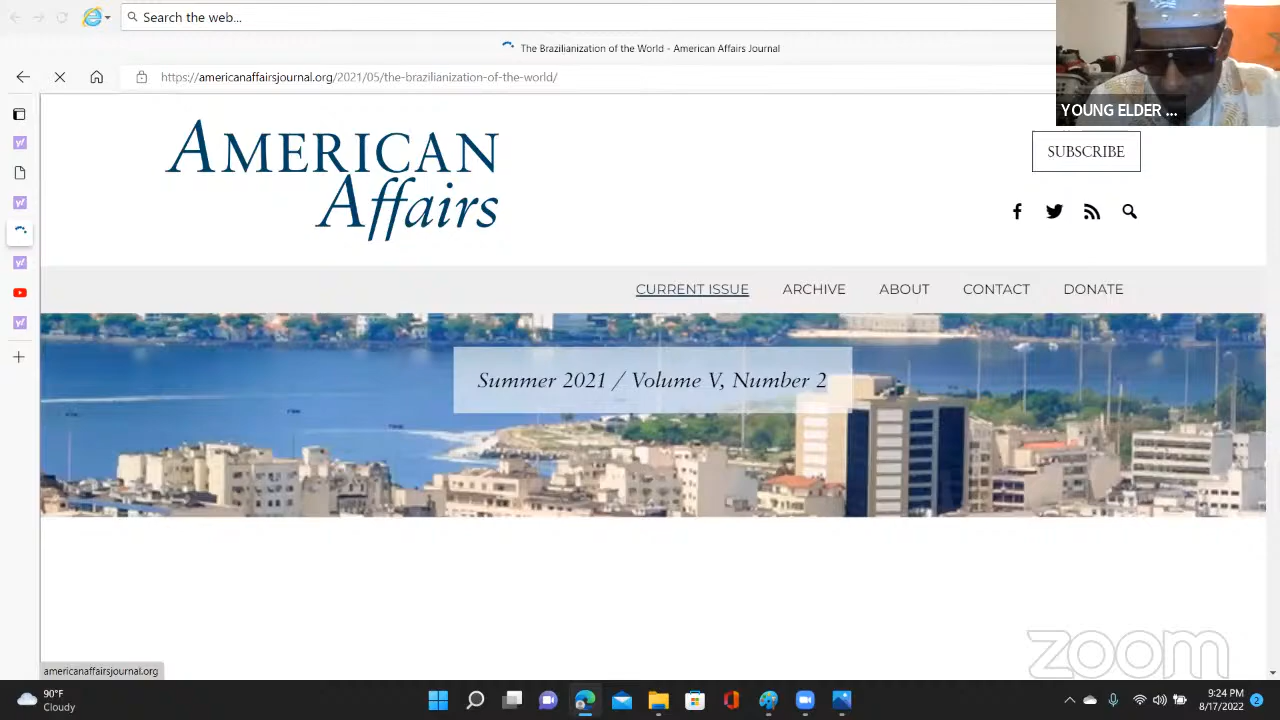 Search the web...
The Brazilianization of the World - American Affairs Journal
https://americanaffairsjournal.org/2021/05/the-brazilianization-of-the-world/
YOUNG ELDER ...
AMERICAN
Affairs
SUBSCRIBE
CURRENT ISSUE ARCHIVE ABOUT CONTACT DONATE
Summer 2021 / Volume V, Number 2
zoom
americanaffairsjournal.org
90°F
Cloudy
9:24 PM
8/17/2022
2